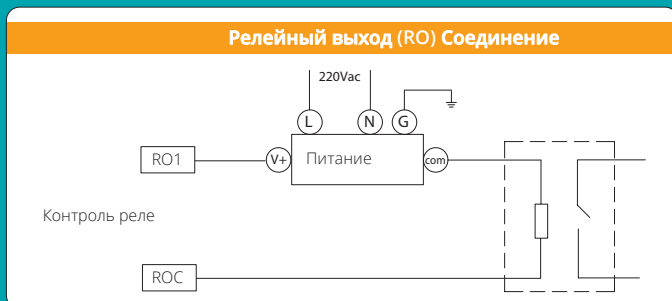 Релейный выход (RO) Соединение
220Vac
L
N
G
RO1
V+
Питание
com
Контроль реле
ROC